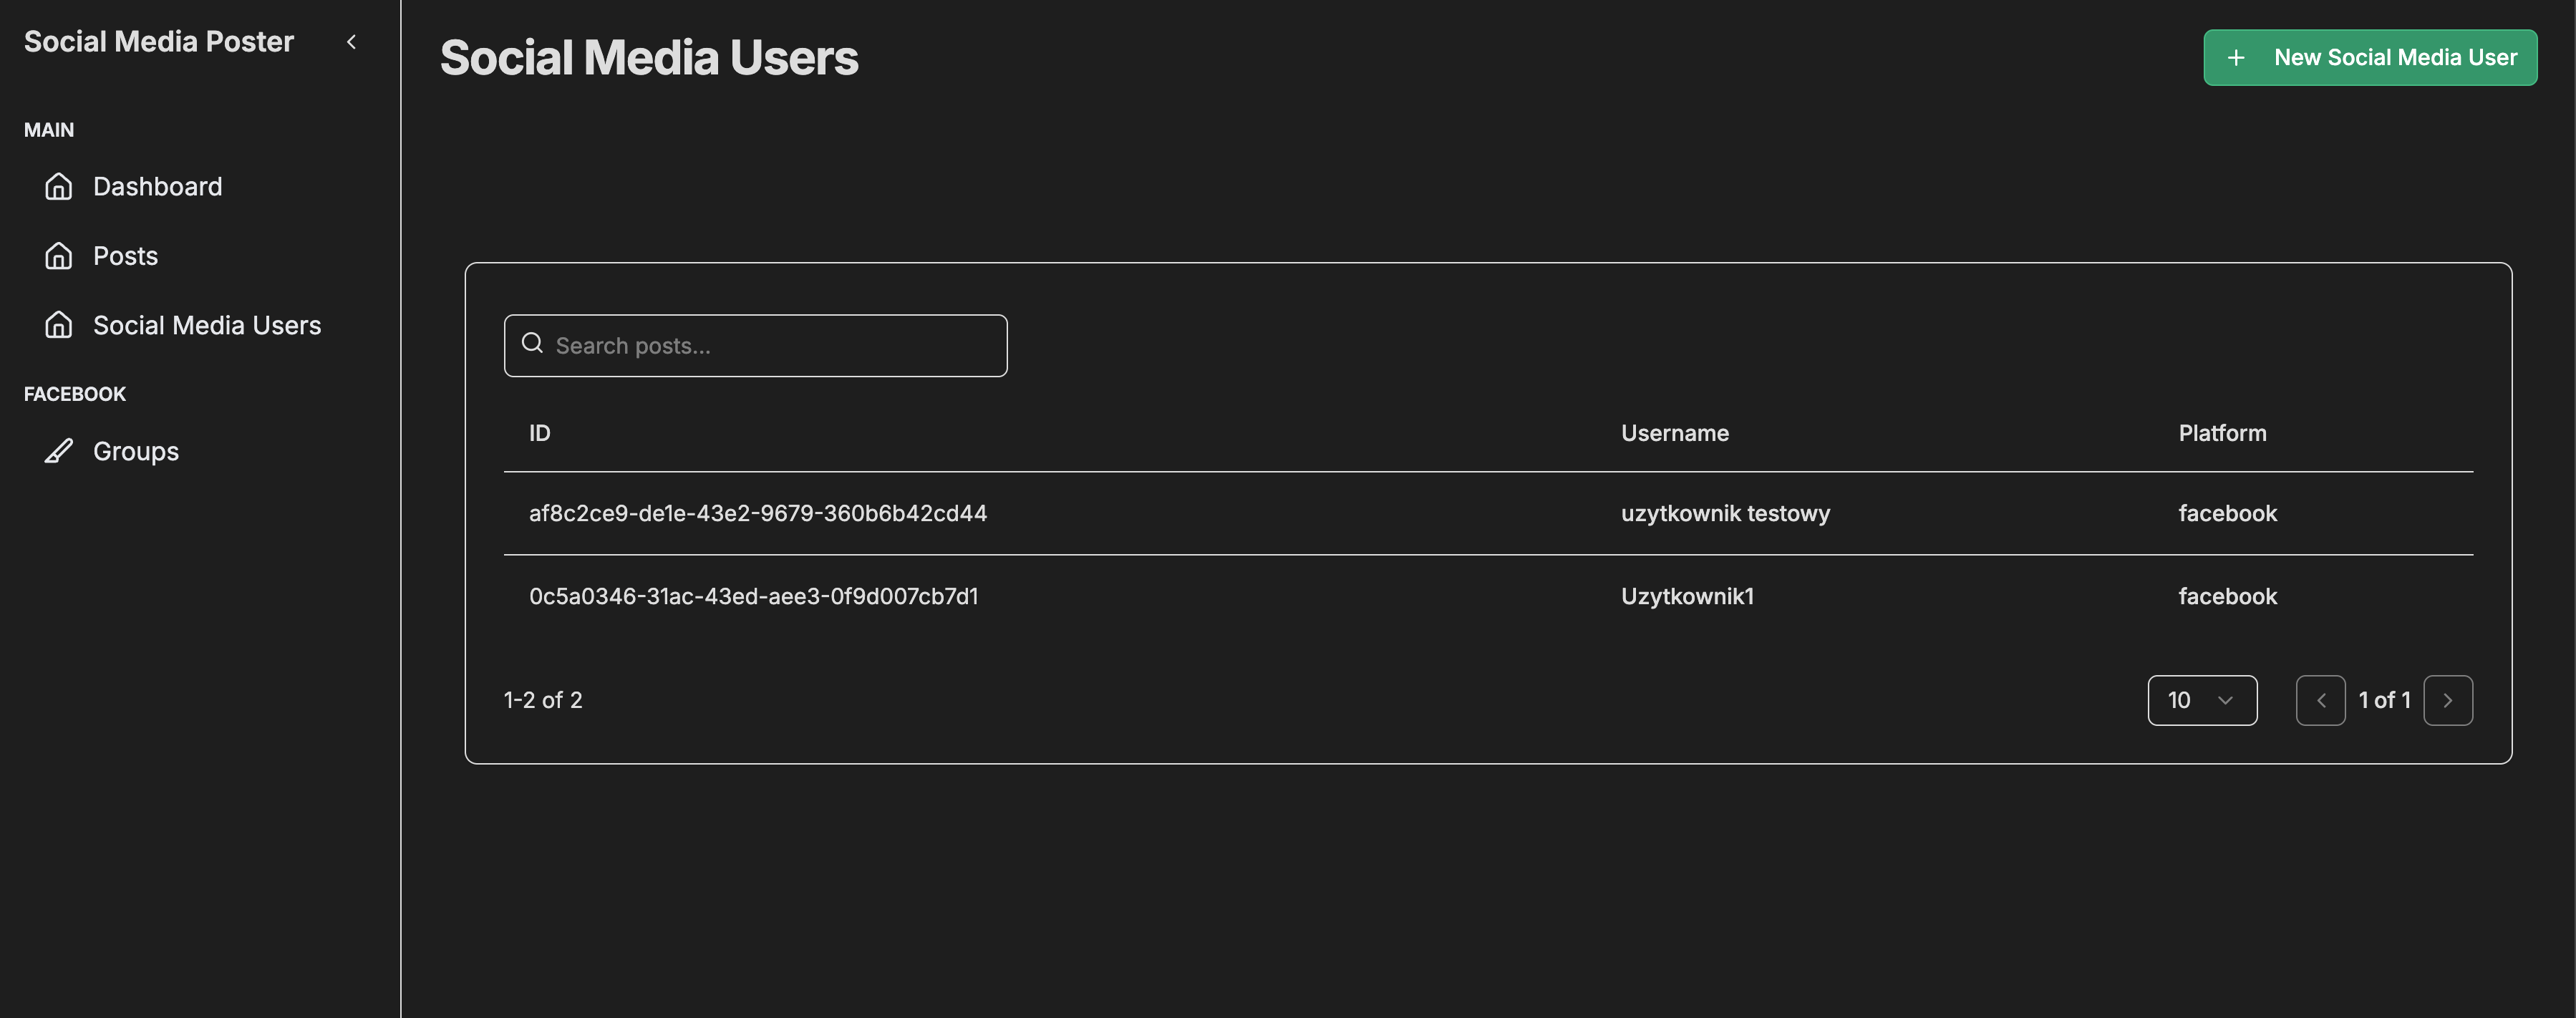 Social Media Poster
MAIN
Dashboard
Posts
Social Media Users
FACEBOOK
Groups
Social Media Users
New Social Media User
Search posts...
ID Username Platform
af8c2ce9-de1e-43e2-9679-360b6b42cd44 uzytkownik testowy facebook
0c5a0346-31ac-43ed-aee3-0f9d007cb7d1 Uzytkownik1 facebook
1-2 of 2 10 1 of 1